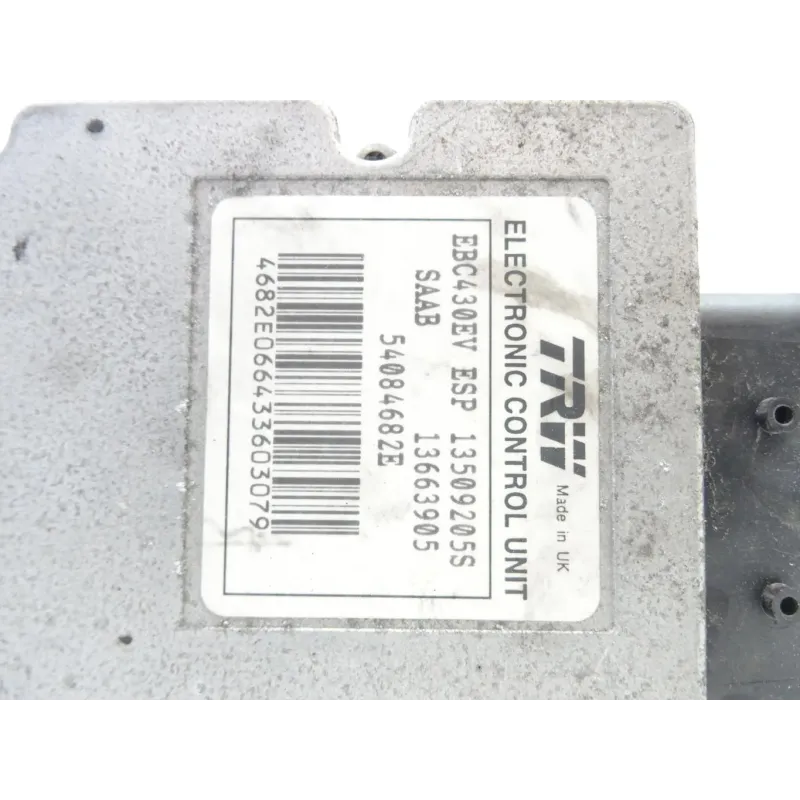 TRW Made in UK
ELECTRONIC CONTROL UNIT
EBC430EV ESP 13509205S
SAAB 13663905
54084682E
4682E066433603079